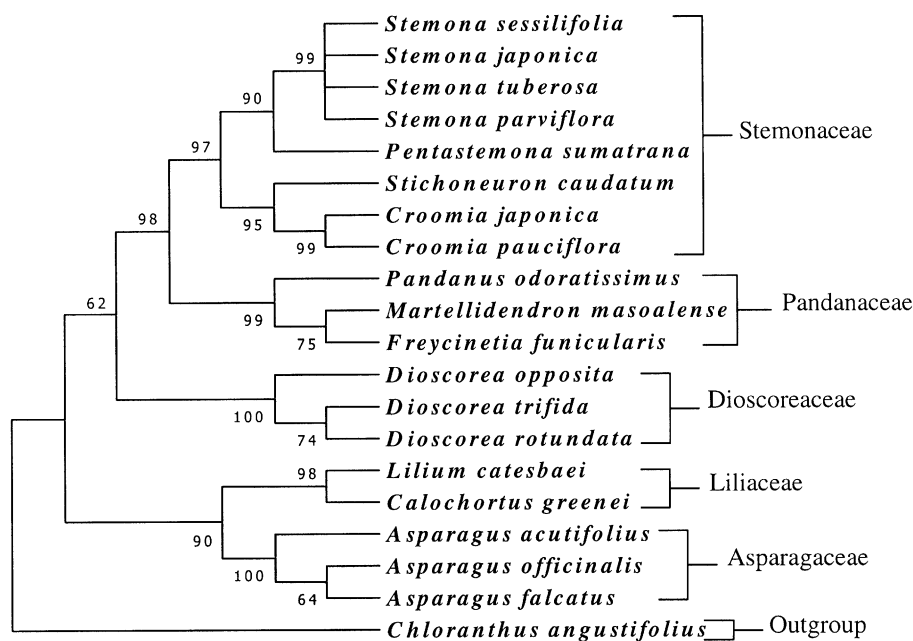 Stemona sessilifolia
99
Stemona japonica
Stemona tuberosa
90
Stemona parviflora
Stemonaceae
97
Pentastemona sumatrana
Stichoneuron caudatum
98
95
Croomia japonica
99
Croomia pauciflora
Pandanus odoratissimus
62
99
Martellidendron masoalense
Pandanaceae
75
Freycinetia funicularis
Dioscorea opposita
100
Dioscorea trifida
Dioscoreaceae
74
Dioscorea rotundata
98
Lilium catesbaei
Liliaceae
Calochortus greenei
90
Asparagus acutifolius
100
Asparagus officinalis
Asparagaceae
64
Asparagus falcatus
Chloranthus angustifolius
Outgroup